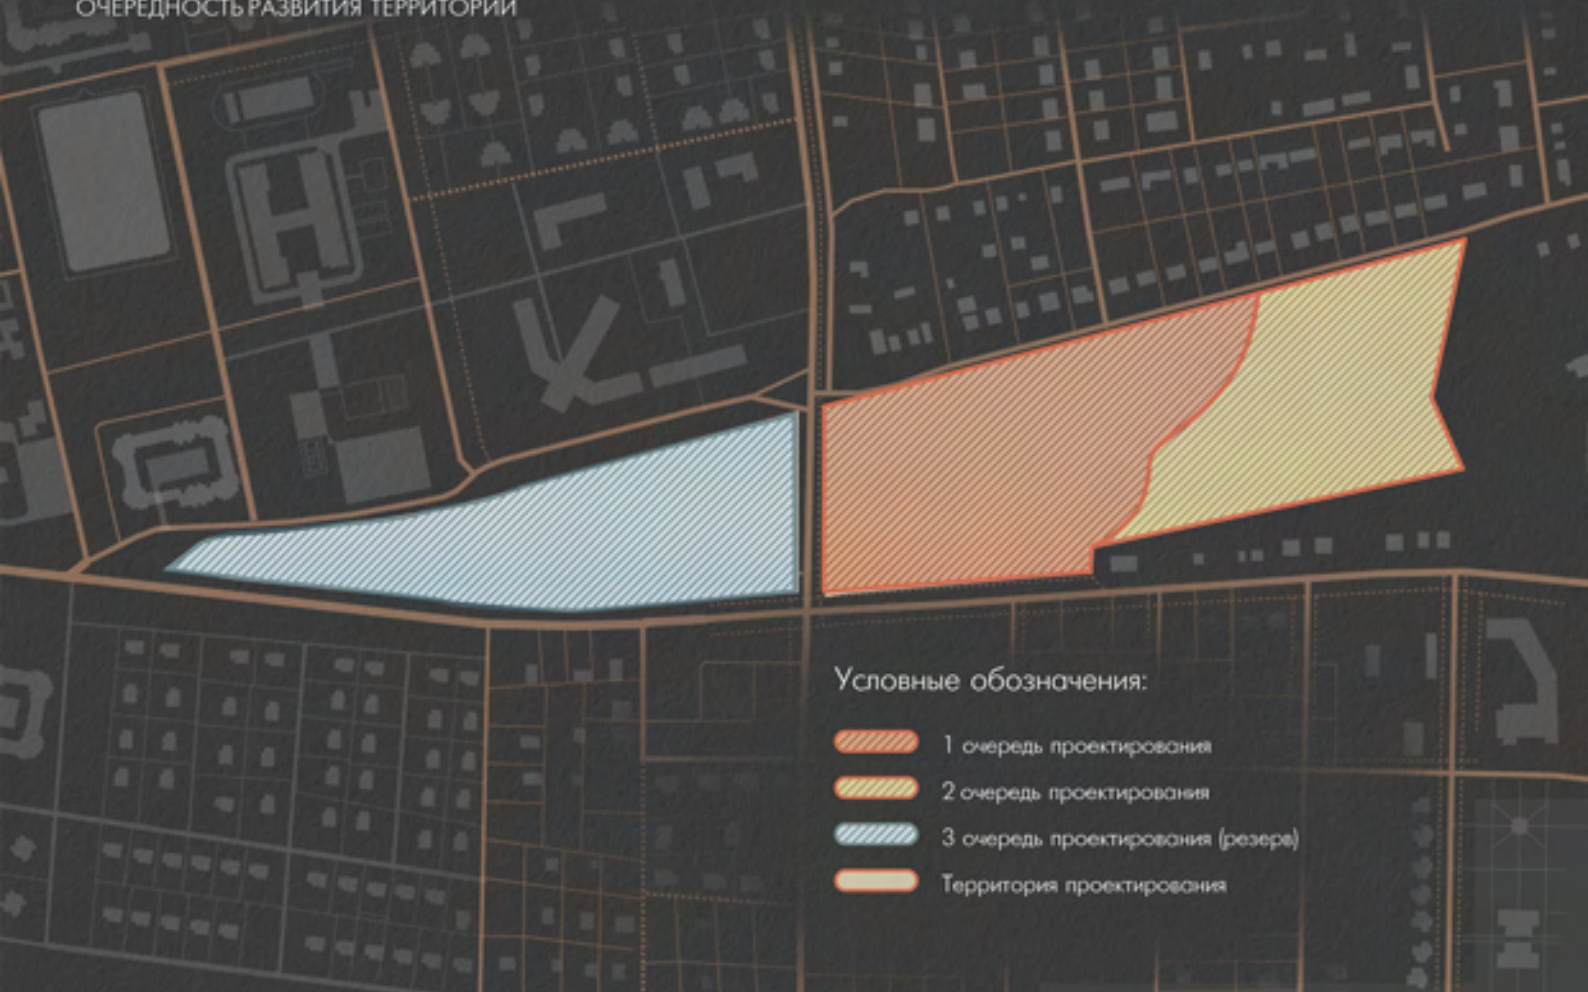 ОЧЕРЕДНОСТЬ РАЗВИТИЯ ТЕРРИТОРИИ
Условные обозначения:
1 очередь проектирования
2 очередь проектирования
3 очередь проектирования (резерв)
Территория проектирования